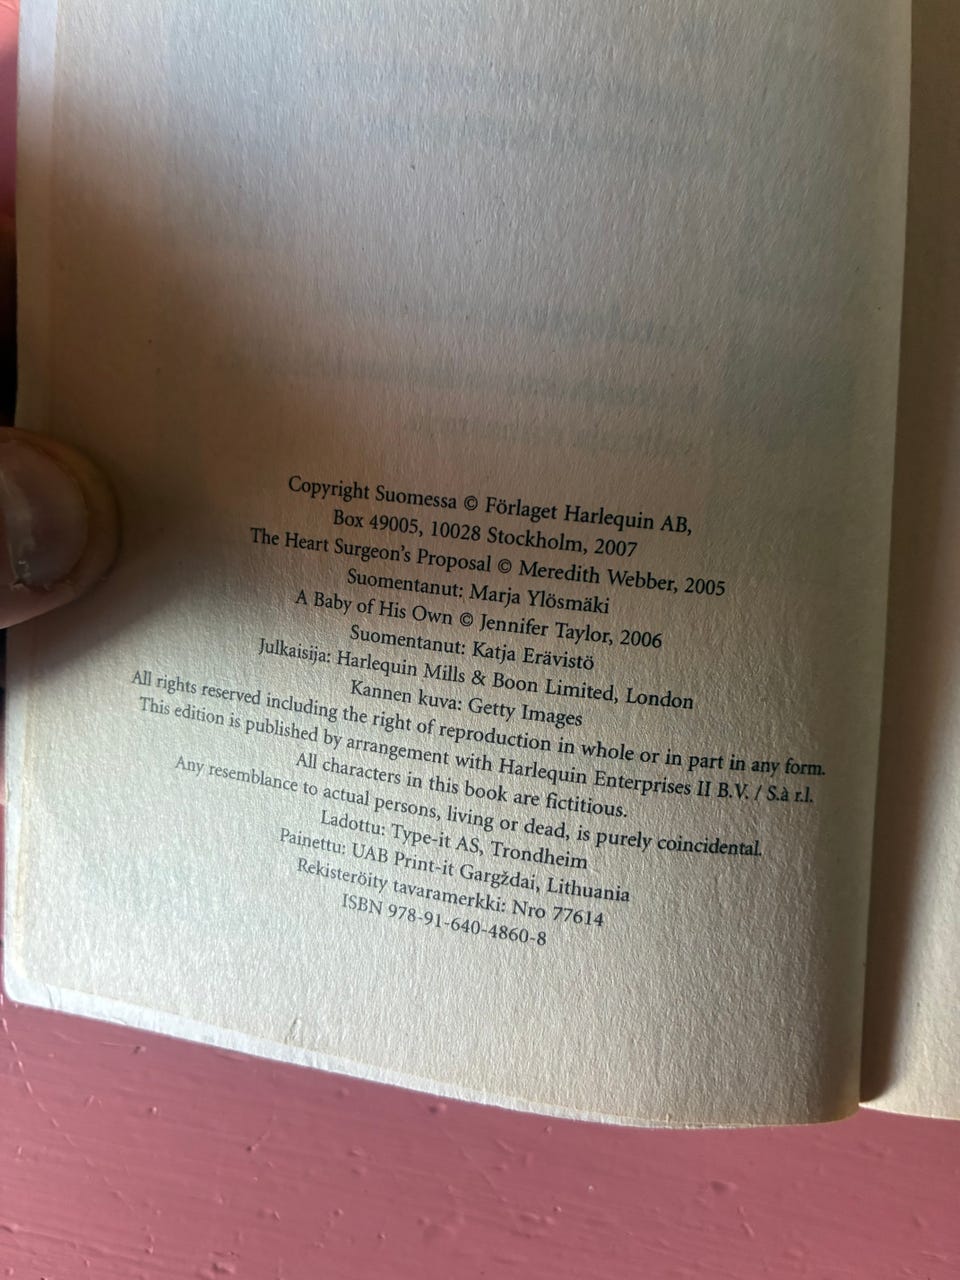 Copyright Suomessa © Förlaget Harlequin AB,
Box 49005, 10028 Stockholm, 2007
The Heart Surgeon's Proposal © Meredith Webber, 2005
Suomentanut: Marja Ylösmäki
A Baby of His Own © Jennifer Taylor, 2006
Suomentanut: Katja Erävistö
Julkaisija: Harlequin Mills & Boon Limited, London
Kannen kuva: Getty Images
All rights reserved including the right of reproduction in whole or in part in any form.
This edition is published by arrangement with Harlequin Enterprises II B.V. / S.à r.l.
All characters in this book are fictitious.
Any resemblance to actual persons, living or dead, is purely coincidental.
Ladottu: Type-it AS, Trondheim
Painettu: UAB Print-it Gargždai, Lithuania
Rekisteröity tavaramerkki: Nro 77614
ISBN 978-91-640-4860-8